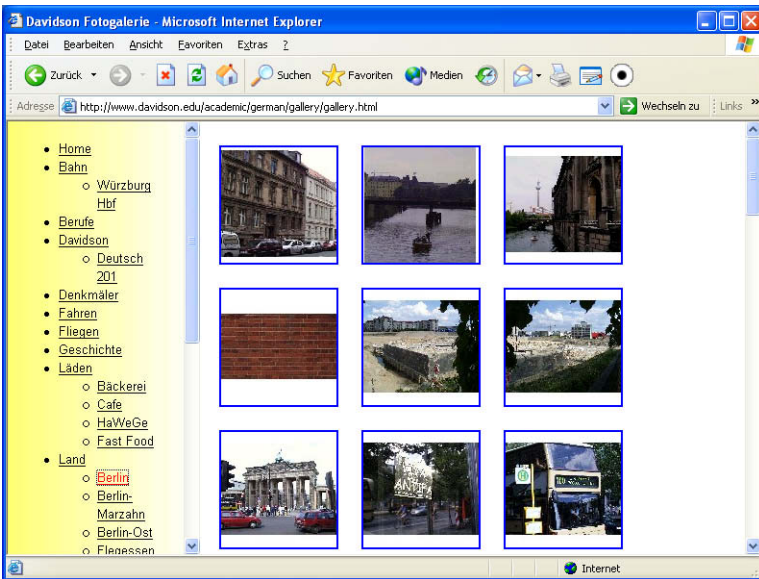 Davidson Fotogalerie - Microsoft Internet Explorer
Datei Bearbeiten Ansicht Favoriten Extras ?
Zurück Suchen Favoriten Medien
Adresse http://www.davidson.edu/academic/german/gallery/gallery.html Wechseln zu Links »
Home
Bahn
Würzburg
Hbf
Berufe
Davidson
Deutsch
201
Denkmäler
Fahren
Fliegen
Geschichte
Läden
Bäckerei
Cafe
HaWeGe
Fast Food
Land
Berlin
Berlin-
Marzahn
Berlin-Ost
Flegessen
H
Internet